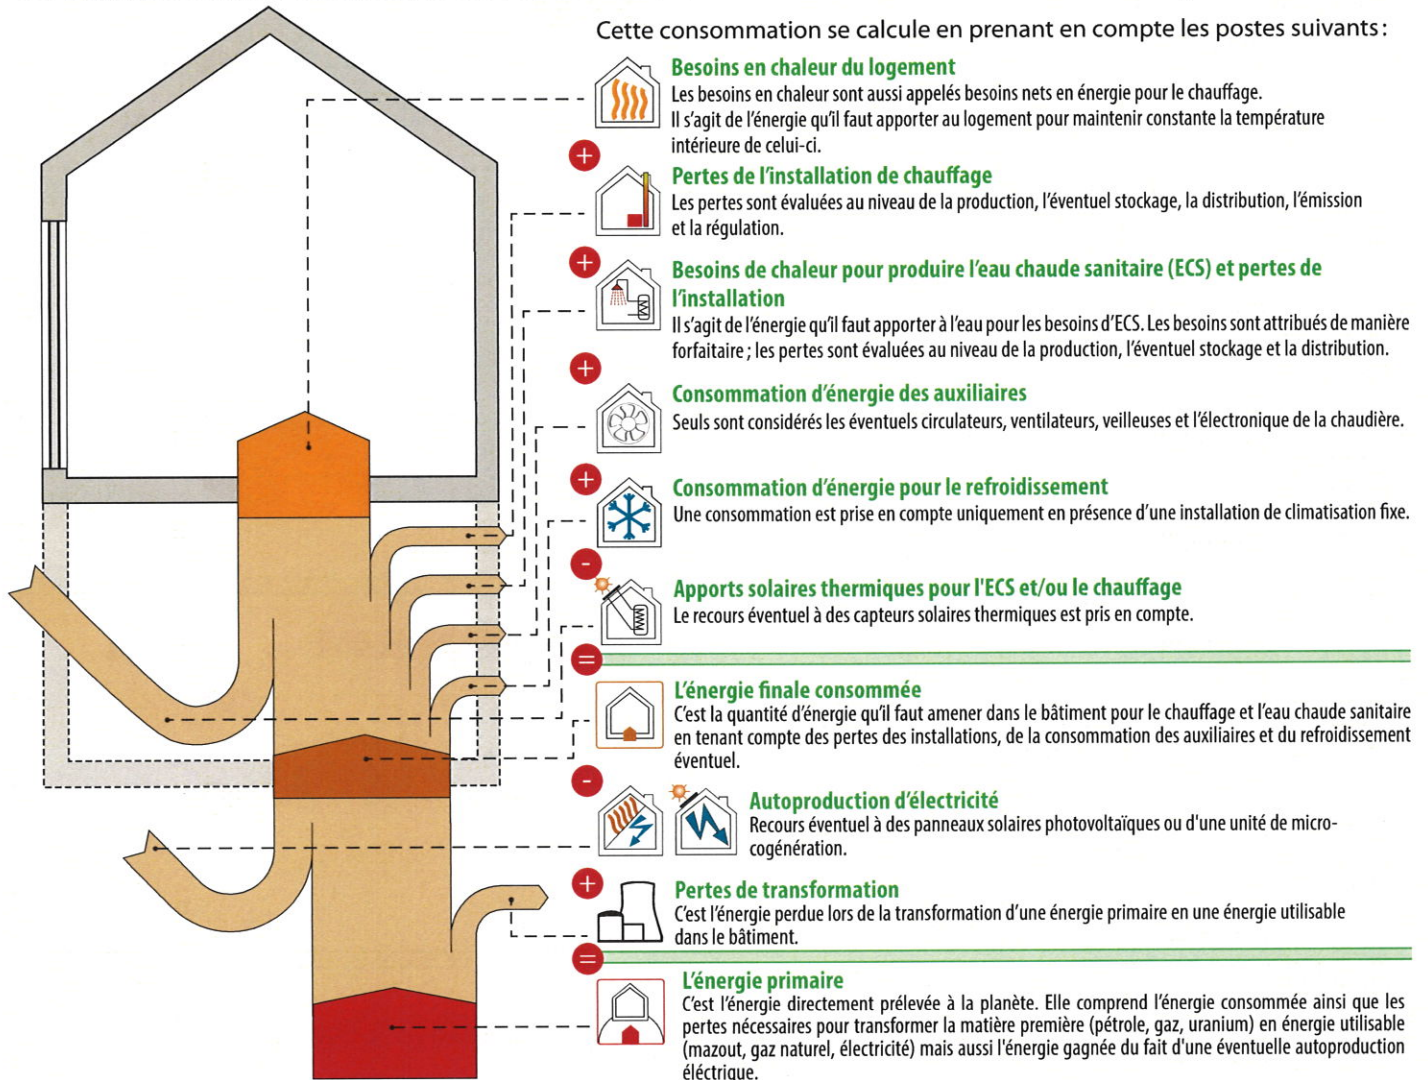 Cette consommation se calcule en prenant en compte les postes suivants :
Besoins en chaleur du logement
Les besoins en chaleur sont aussi appelés besoins nets en énergie pour le chauffage.
Il s'agit de l'énergie qu'il faut apporter au logement pour maintenir constante la température
intérieure de celui-ci.
+
Pertes de l'installation de chauffage
Les pertes sont évaluées au niveau de la production, l'éventuel stockage, la distribution, l'émission
et la régulation.
+
Besoins de chaleur pour produire l'eau chaude sanitaire (ECS) et pertes de
l'installation
Il s'agit de l'énergie qu'il faut apporter à l'eau pour les besoins d'ECS. Les besoins sont attribués de manière
forfaitaire ; les pertes sont évaluées au niveau de la production, l'éventuel stockage et la distribution.
+
Consommation d'énergie des auxiliaires
Seuls sont considérés les éventuels circulateurs, ventilateurs, veilleuses et l'électronique de la chaudière.
+
Consommation d'énergie pour le refroidissement
Une consommation est prise en compte uniquement en présence d'une installation de climatisation fixe.
-
Apports solaires thermiques pour l'ECS et/ou le chauffage
Le recours éventuel à des capteurs solaires thermiques est pris en compte.
=
L'énergie finale consommée
C'est la quantité d'énergie qu'il faut amener dans le bâtiment pour le chauffage et l'eau chaude sanitaire
en tenant compte des pertes des installations, de la consommation des auxiliaires et du refroidissement
éventuel.
-
Autoproduction d'électricité
Recours éventuel à des panneaux solaires photovoltaïques ou d'une unité de micro-
cogénération.
+
Pertes de transformation
C'est l'énergie perdue lors de la transformation d'une énergie primaire en une énergie utilisable
dans le bâtiment.
=
L'énergie primaire
C'est l'énergie directement prélevée à la planète. Elle comprend l'énergie consommée ainsi que les
pertes nécessaires pour transformer la matière première (pétrole, gaz, uranium) en énergie utilisable
(mazout, gaz naturel, électricité) mais aussi l'énergie gagnée du fait d'une éventuelle autoproduction
éléctrique.